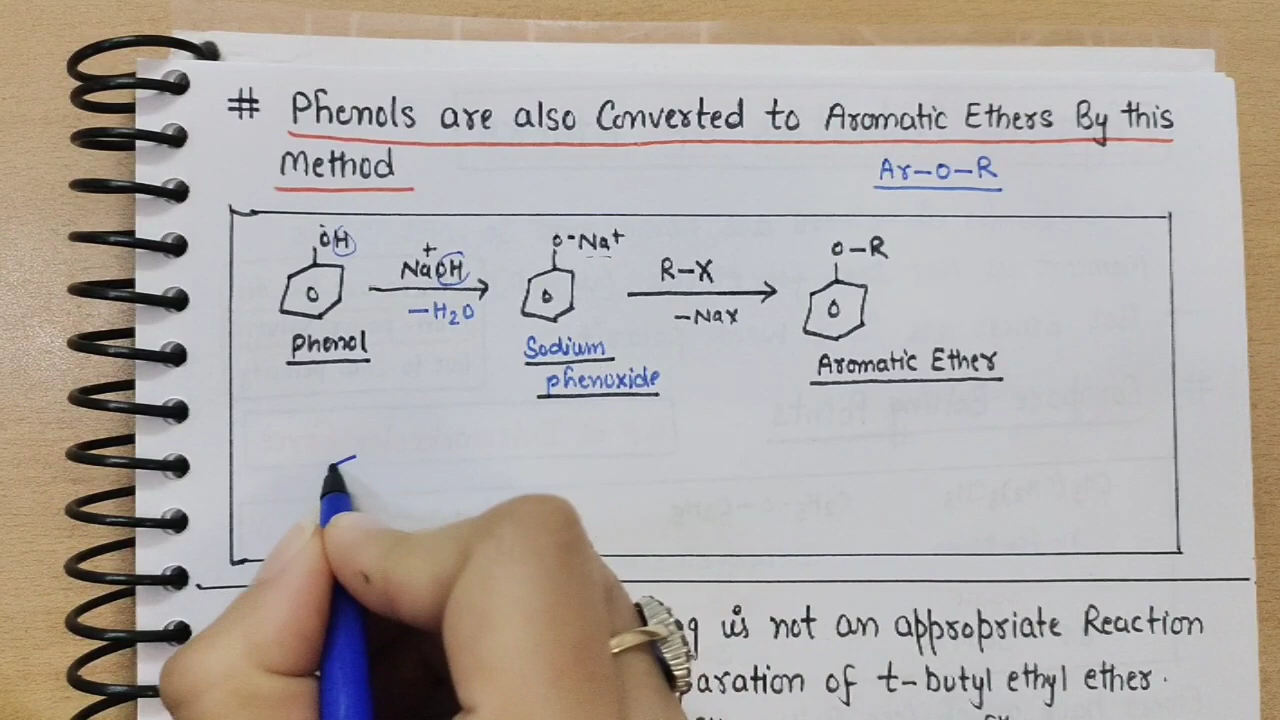 # Phenols are also Converted to Aromatic Ethers By this
Method
Ar-O-R
OH
+
NaOH
-H2O
Phenol
O-Na+
Sodium
phenoxide
R-X
-NaX
O-R
Aromatic Ether
is not an appropriate Reaction
of t-butyl ethyl ether.